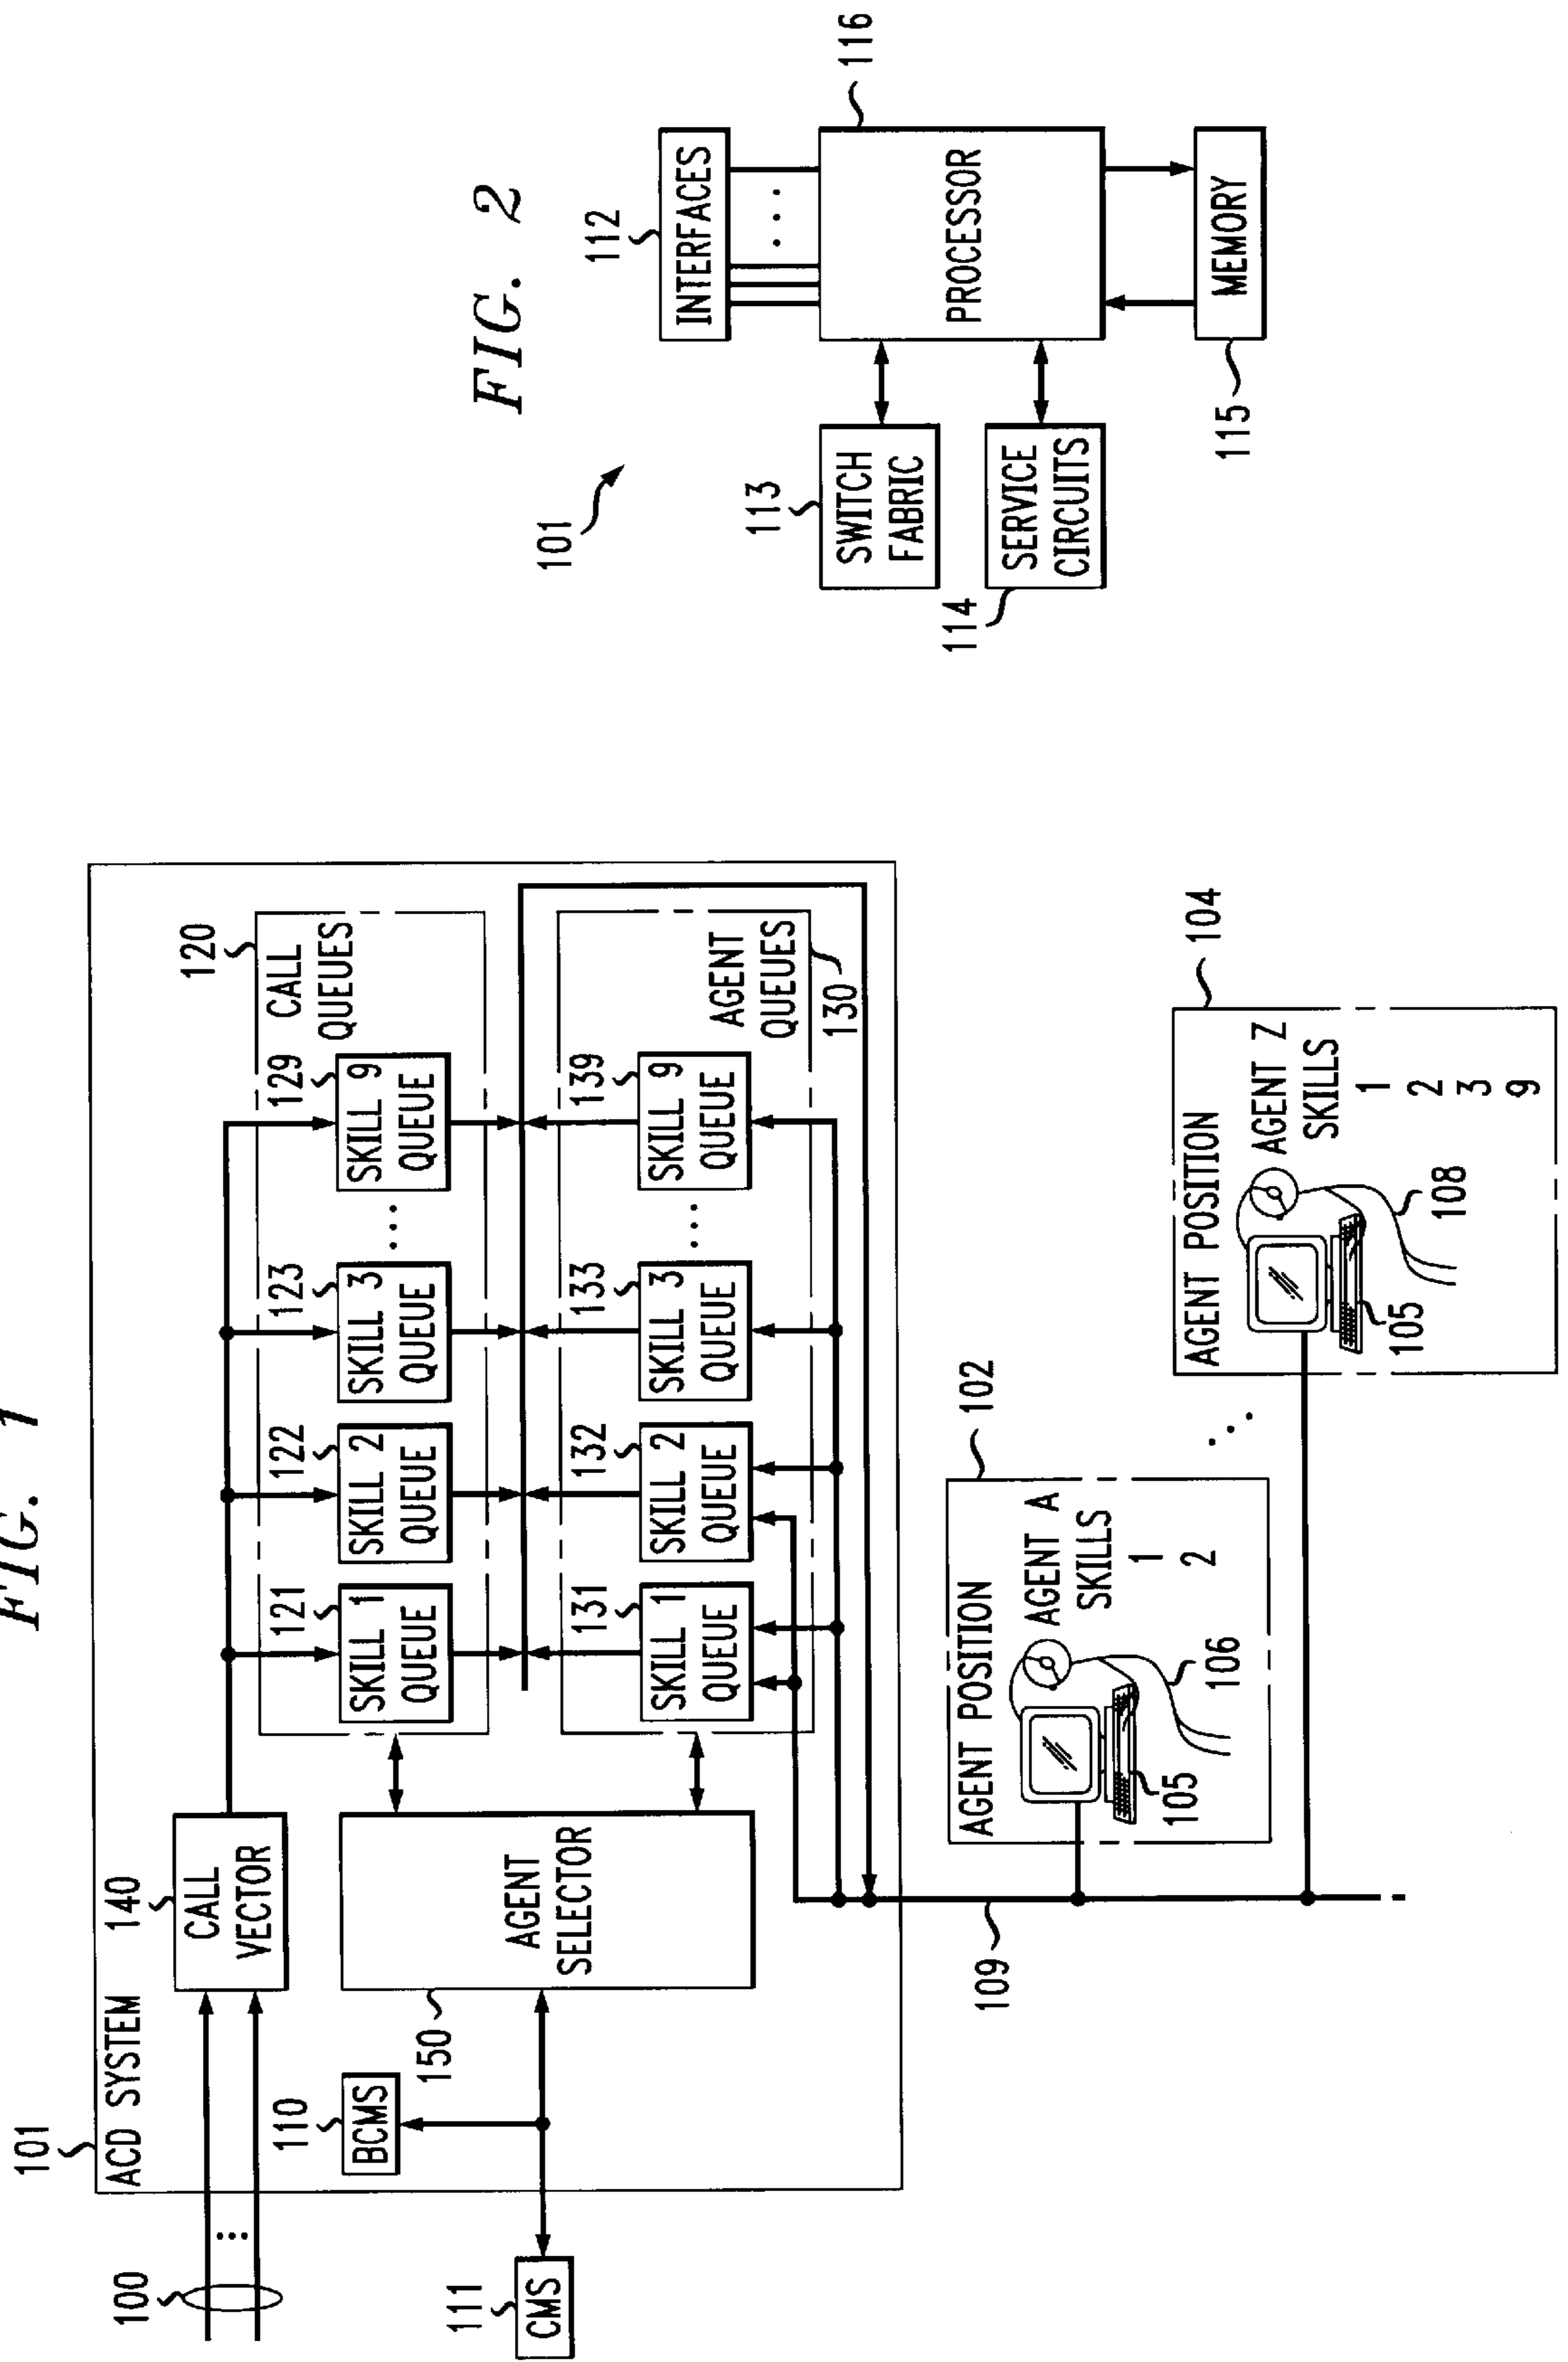 FIG. 1
101
ACD SYSTEM
100
140
CALL
VECTOR
120
CALL
QUEUES
121
SKILL 1
QUEUE
122
SKILL 2
QUEUE
123
SKILL 3
QUEUE
...
129
SKILL 9
QUEUE
110
BCMS
111
CMS
150
AGENT
SELECTOR
131
SKILL 1
QUEUE
132
SKILL 2
QUEUE
133
SKILL 3
QUEUE
...
139
SKILL 9
QUEUE
AGENT
QUEUES
130
109
102
AGENT POSITION
AGENT A
SKILLS
1
2
105
106
...
104
AGENT POSITION
AGENT Z
SKILLS
1
2
3
9
105
108
FIG. 2
101
112
INTERFACES
...
113
SWITCH
FABRIC
114
SERVICE
CIRCUITS
PROCESSOR
116
115
MEMORY